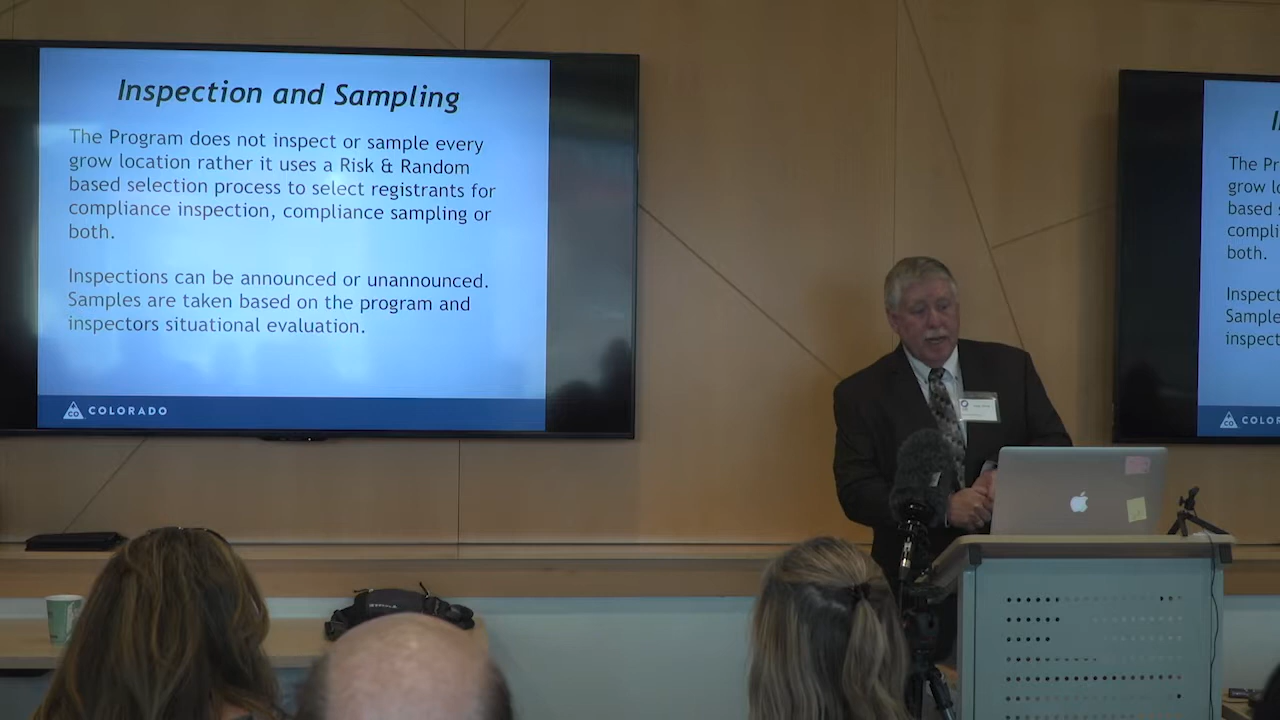 Inspection and Sampling
The Program does not inspect or sample every
grow location rather it uses a Risk & Random
based selection process to select registrants for
compliance inspection, compliance sampling or
both.
Inspections can be announced or unannounced.
Samples are taken based on the program and
inspectors situational evaluation.
CO COLORADO
The Pr
grow lo
based s
compli
both.
Inspect
Sample
inspect
CO COLOR